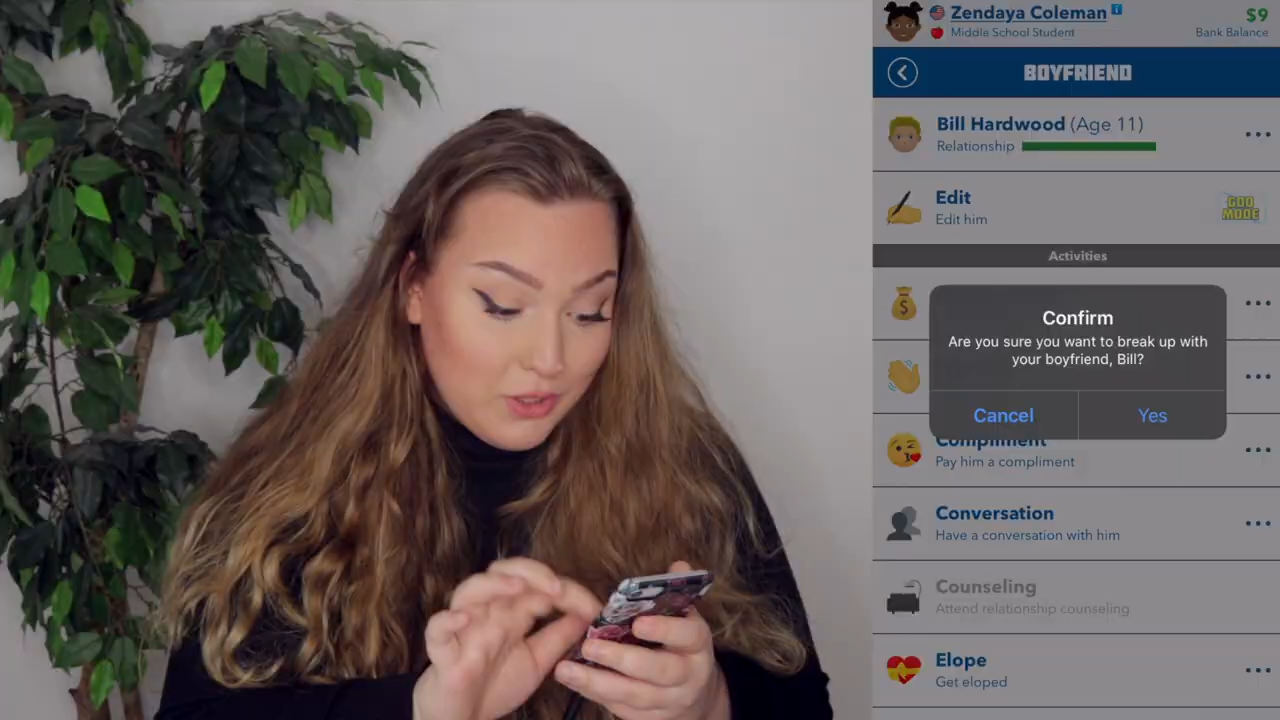 Zendaya Coleman
$9
Middle School Student
Bank Balance
BOYFRIEND
Bill Hardwood (Age 11)
Relationship
Edit
Edit him
GOD
MODE
Activities
Confirm
Are you sure you want to break up with
your boyfriend, Bill?
Cancel
Yes
Compliment
Pay him a compliment
Conversation
Have a conversation with him
Counseling
Attend relationship counseling
Elope
Get eloped